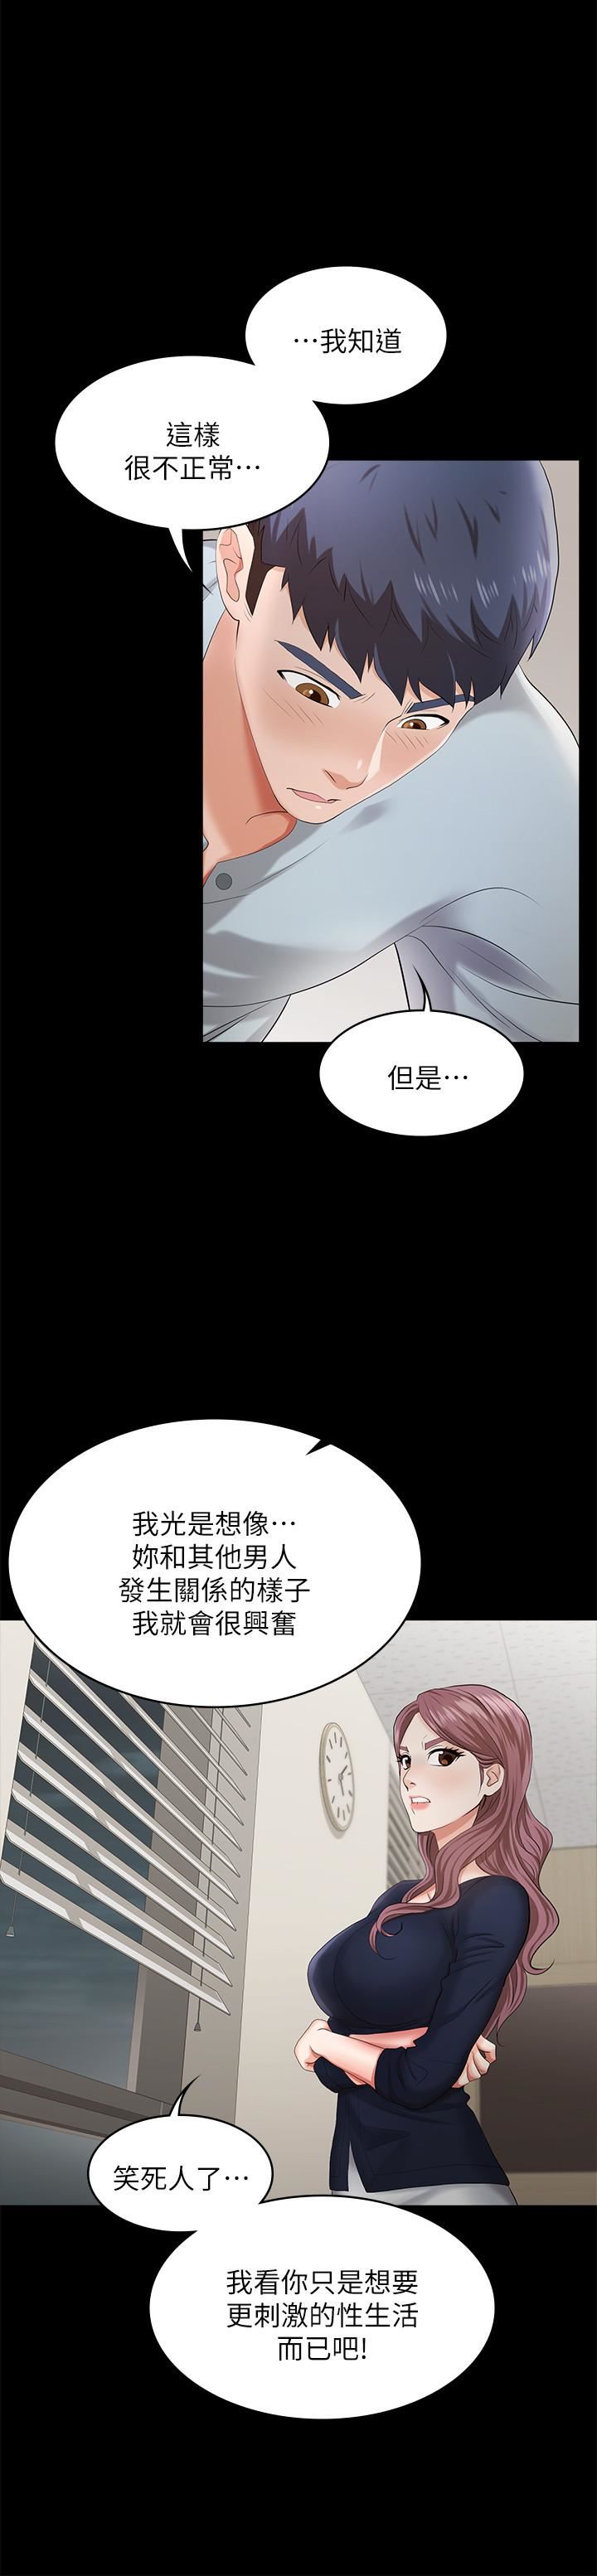 ⋯我知道
這樣
很不正常⋯
但是⋯
我光是想像⋯
妳和其他男人
發生關係的樣子
我就會很興奮
笑死人了⋯
我看你只是想要
更刺激的性生活
而已吧!